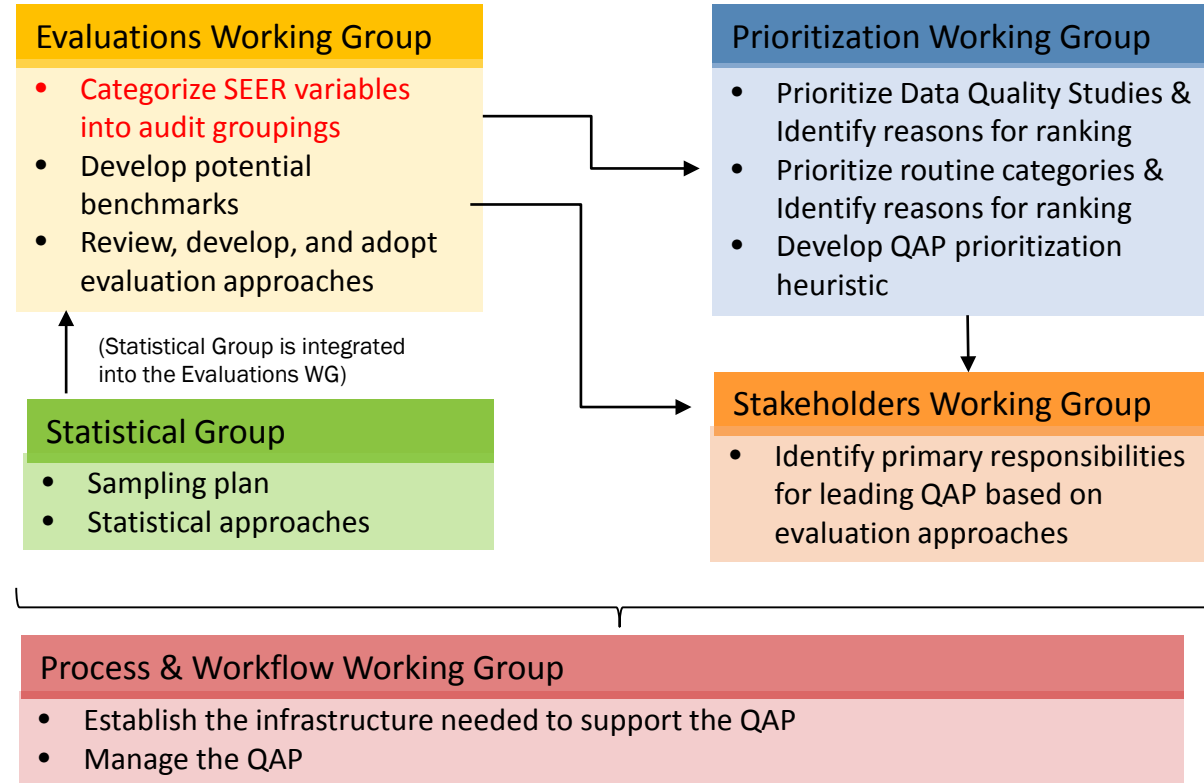 Evaluations Working Group
• Categorize SEER variables
into audit groupings
• Develop potential
benchmarks
• Review, develop, and adopt
evaluation approaches
Prioritization Working Group
• Prioritize Data Quality Studies &
Identify reasons for ranking
• Prioritize routine categories &
Identify reasons for ranking
• Develop QAP prioritization
heuristic
(Statistical Group is integrated
into the Evaluations WG)
Statistical Group
• Sampling plan
• Statistical approaches
Stakeholders Working Group
• Identify primary responsibilities
for leading QAP based on
evaluation approaches
Process & Workflow Working Group
• Establish the infrastructure needed to support the QAP
• Manage the QAP